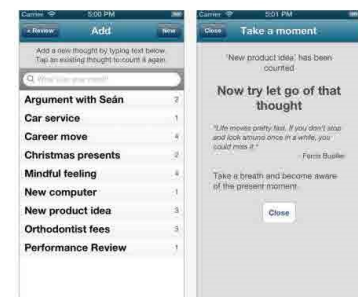 Carrier 5:00 PM
Review Add New
Add a new thought by typing text below.
Tap an existing thought to count it again.
Argument with Seán 2
Car service 1
Career move 4
Christmas presents 2
Mindful feeling 4
New computer 1
New product idea 3
Orthodontist fees 3
Performance Review 1
Carrier 5:01 PM
Close Take a moment
'New product idea' has been
counted
Now try let go of that
thought
"Life moves pretty fast. If you don't stop
and look around once in a while, you
could miss it."
- Ferris Bueller
Take a breath and become aware
of the present moment.
Close